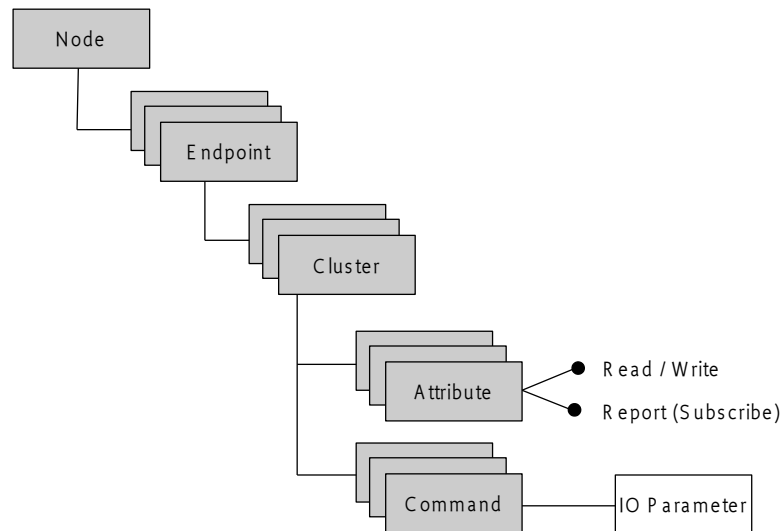 Node
Endpoint
Cluster
Attribute
Read / Write
Report (Subscribe)
Command
IO Parameter